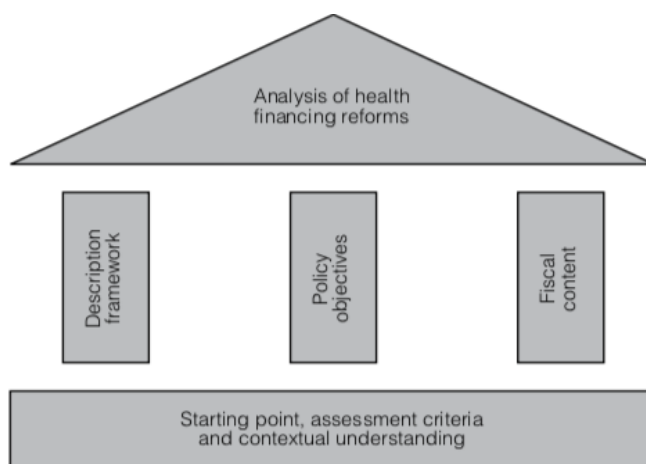 Analysis of health
financing reforms
Description
framework
Policy
objectives
Fiscal
content
Starting point, assessment criteria
and contextual understanding